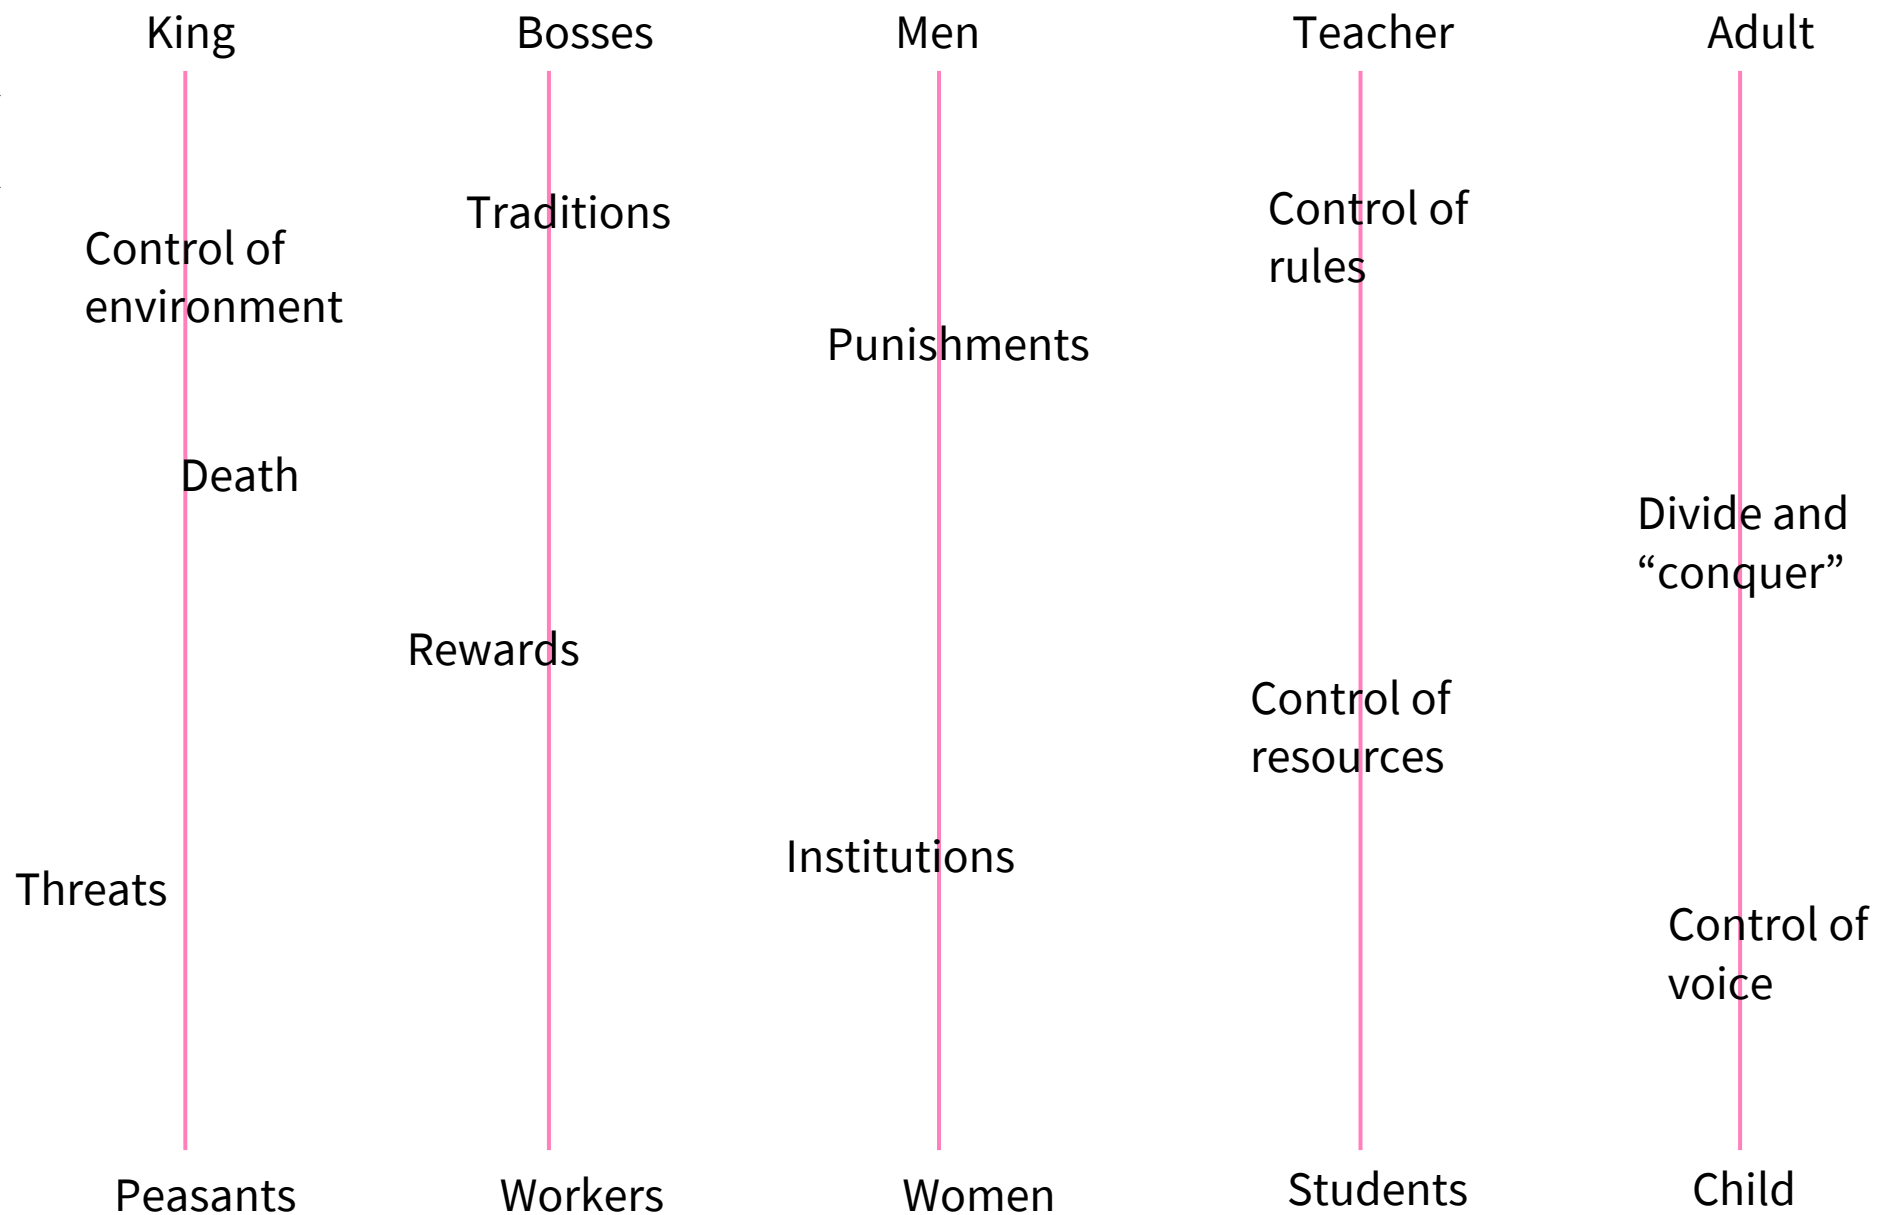 King
Bosses
Men
Teacher
Adult
Control of
environment
Traditions
Control of
rules
Punishments
Death
Divide and
“conquer”
Rewards
Control of
resources
Institutions
Threats
Control of
voice
Peasants
Workers
Women
Students
Child